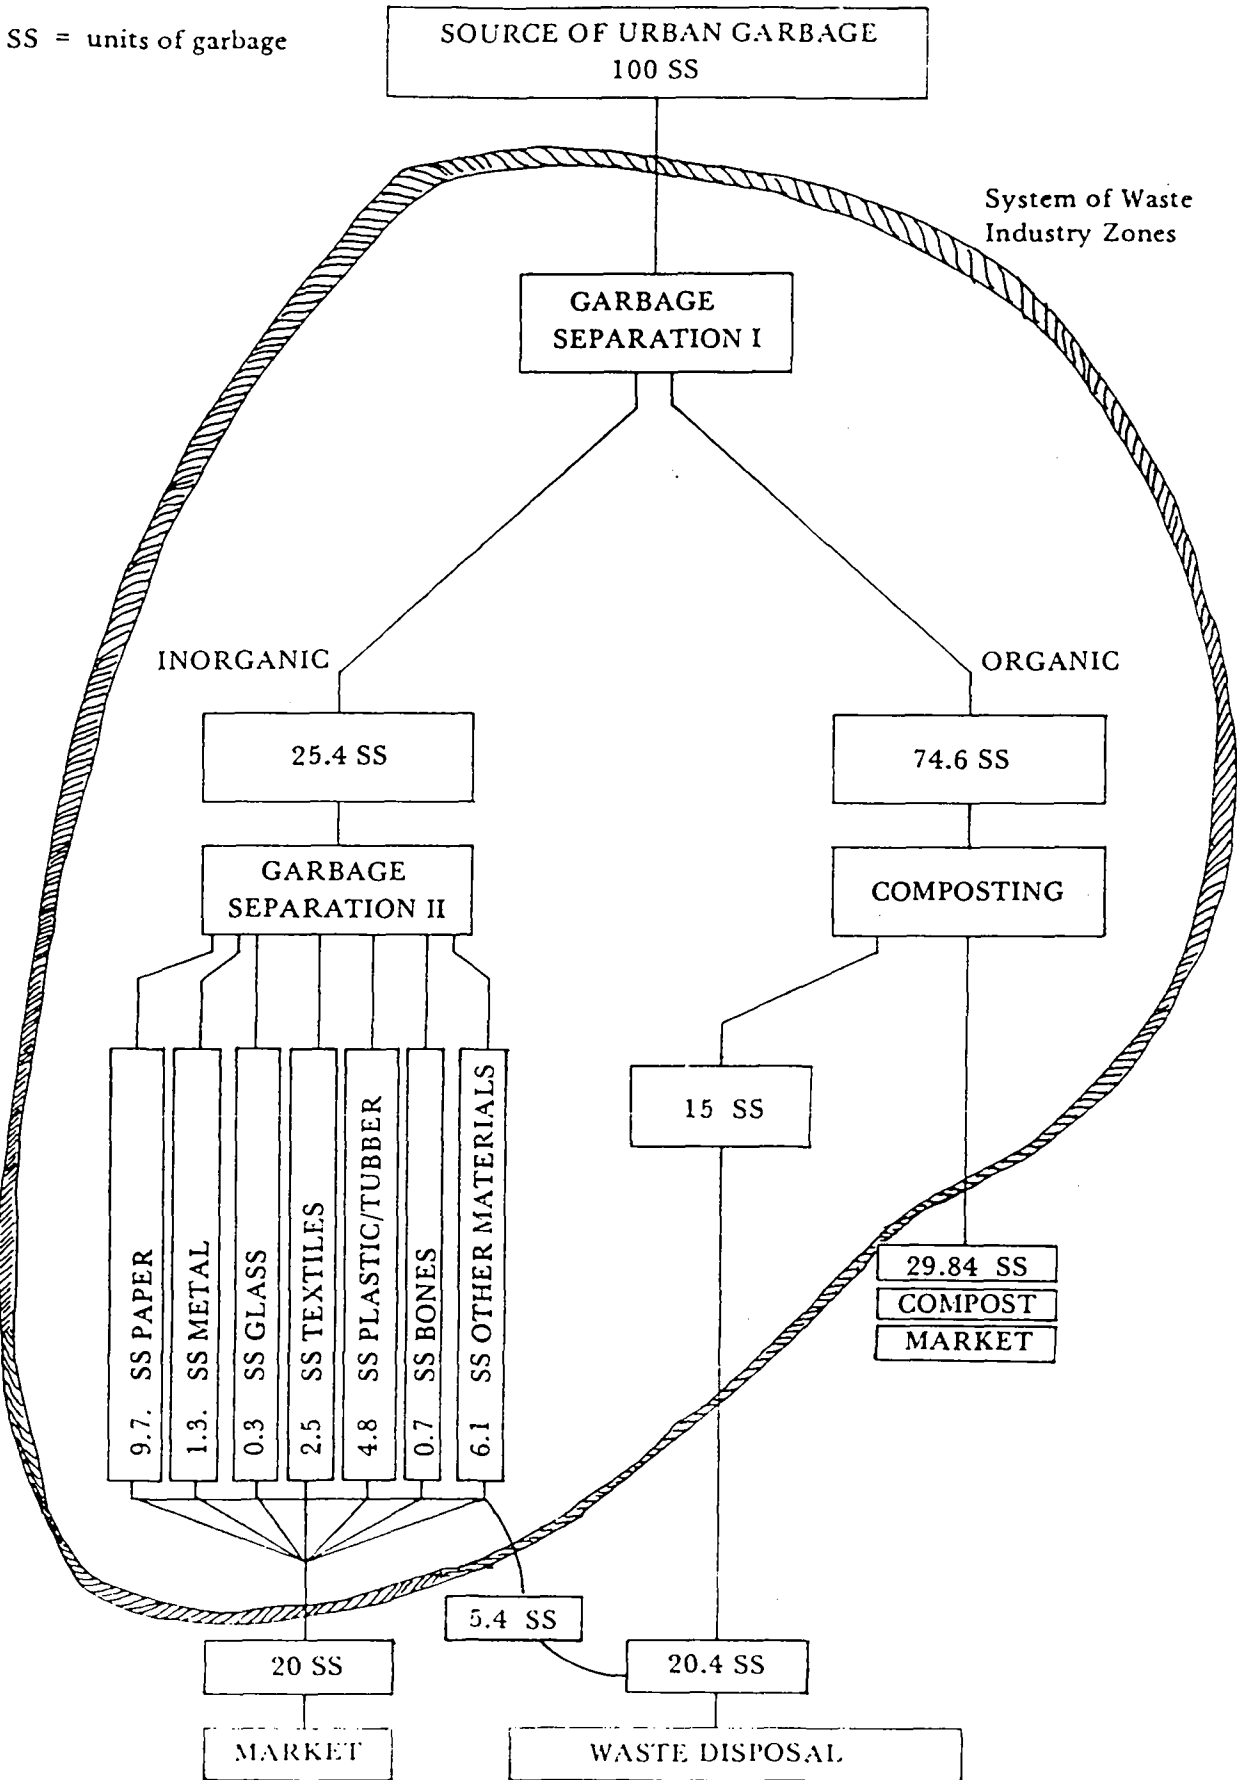 SS = units of garbage
SOURCE OF URBAN GARBAGE
100 SS
System of Waste
Industry Zones
GARBAGE
SEPARATION I
INORGANIC
ORGANIC
25.4 SS
74.6 SS
GARBAGE
SEPARATION II
COMPOSTING
9.7. SS PAPER
1.3. SS METAL
0.3 SS GLASS
2.5 SS TEXTILES
4.8 SS PLASTIC/TUBBER
0.7 SS BONES
6.1 SS OTHER MATERIALS
15 SS
29.84 SS
COMPOST
MARKET
5.4 SS
20 SS
20.4 SS
MARKET
WASTE DISPOSAL